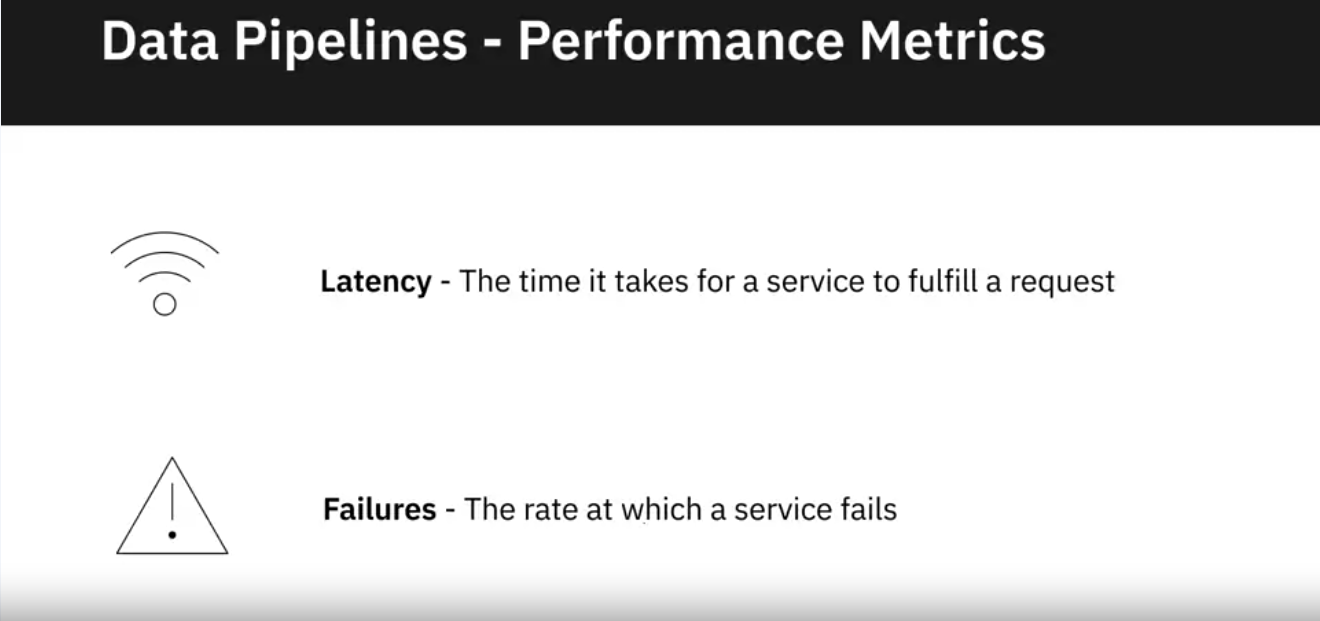 Data Pipelines - Performance Metrics
Latency - The time it takes for a service to fulfill a request
Failures - The rate at which a service fails